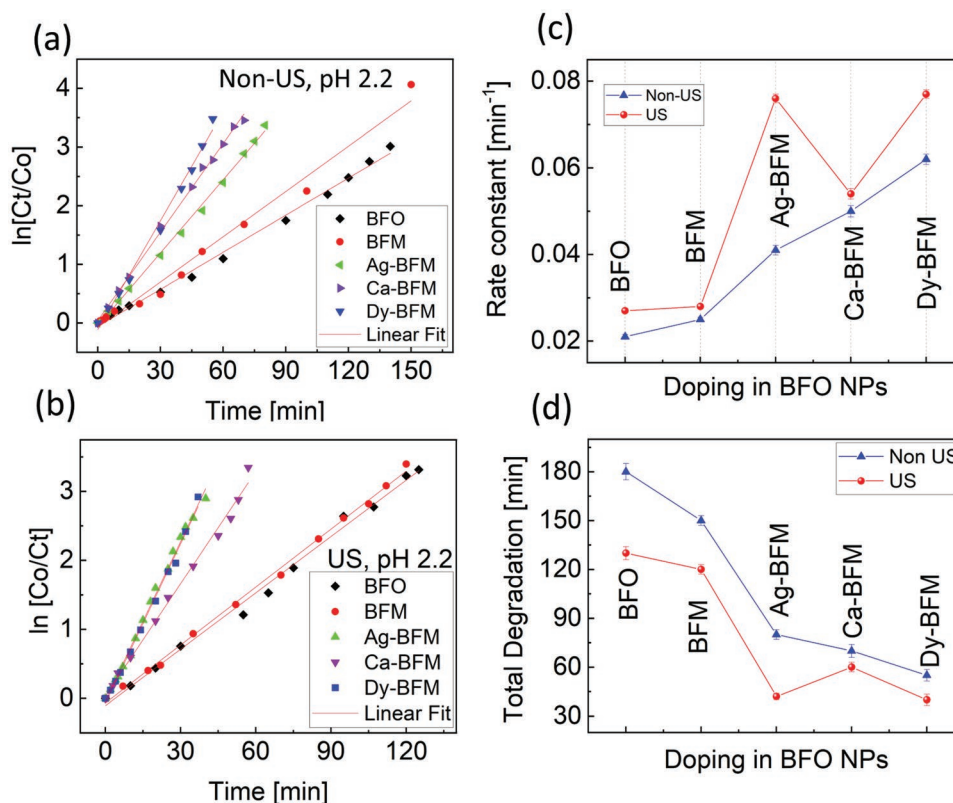 (a)
Non-US, pH 2.2
ln[Ct/Co]
4
3
2
1
0
BFO
BFM
Ag-BFM
Ca-BFM
Dy-BFM
Linear Fit
0 30 60 90 120 150
Time [min]
(b)
ln [Co/Ct]
3
2
1
0
US, pH 2.2
BFO
BFM
Ag-BFM
Ca-BFM
Dy-BFM
Linear Fit
0 30 60 90 120
Time [min]
(c)
Rate constant [min-1]
0.08
0.06
0.04
0.02
Non-US
US
BFO
BFM
Ag-BFM
Ca-BFM
Dy-BFM
Doping in BFO NPs
(d)
Total Degradation [min]
180
150
120
90
60
30
Non US
US
BFO
BFM
Ag-BFM
Ca-BFM
Dy-BFM
Doping in BFO NPs